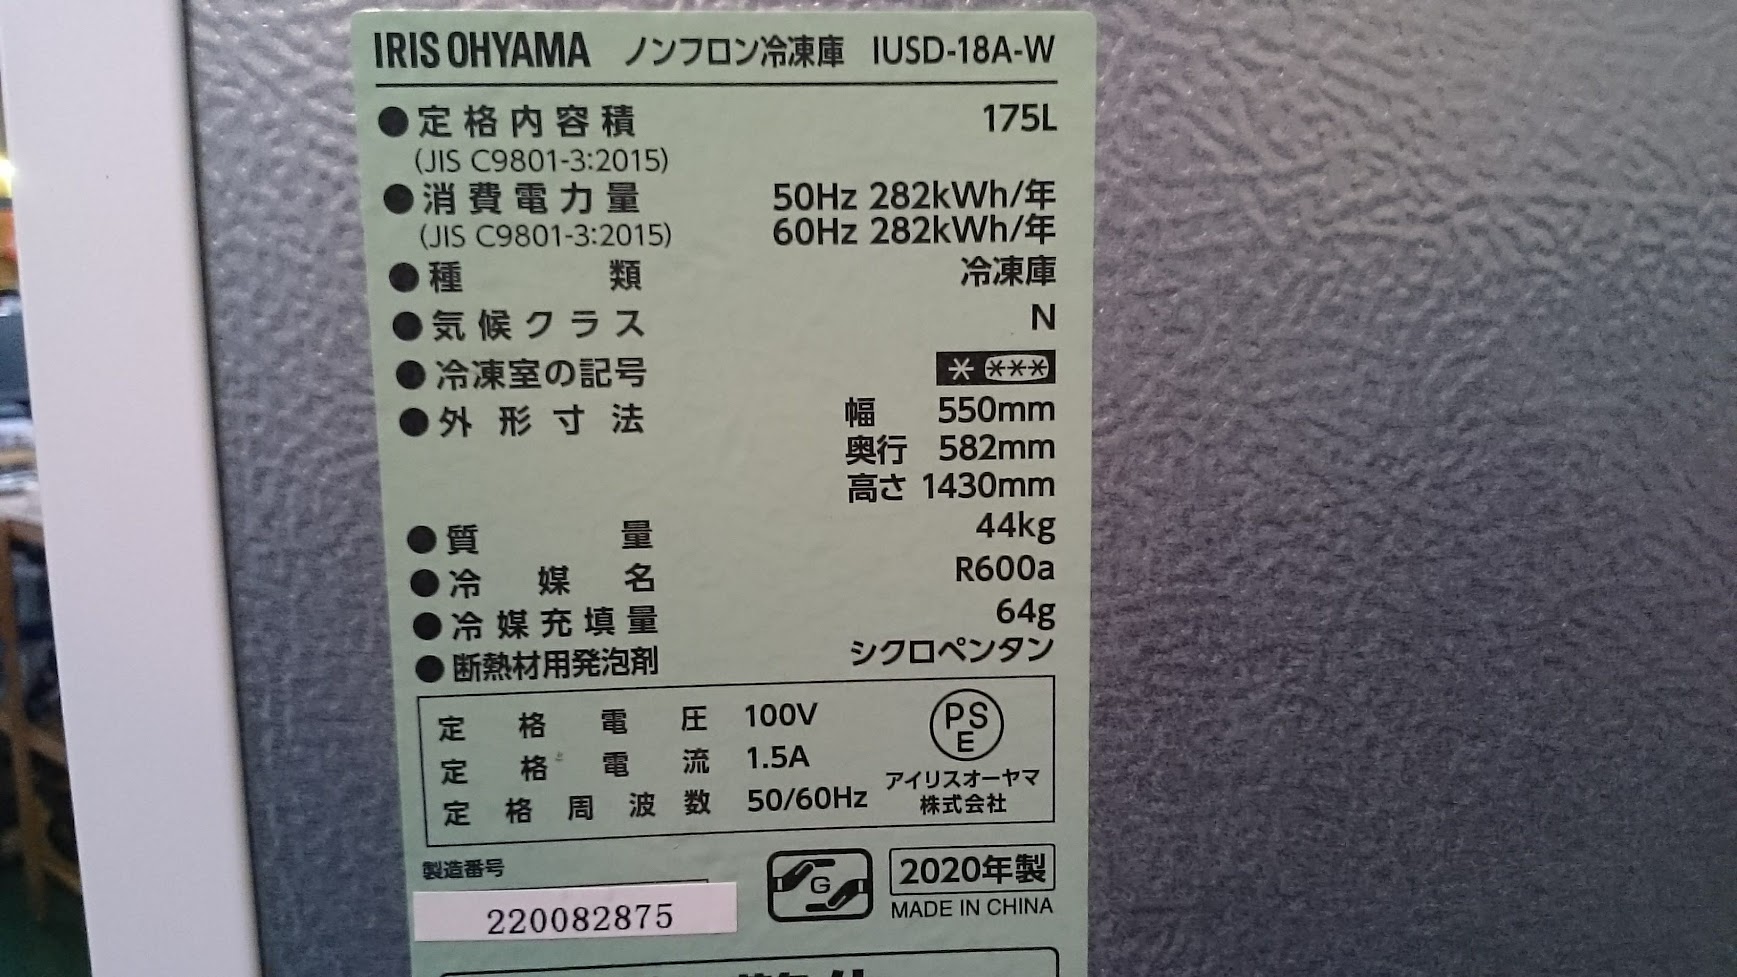 IRIS OHYAMA ノンフロン冷凍庫 IUSD-18A-W
●定格内容積 175L
(JIS C9801-3:2015)
●消費電力量 50Hz 282kWh/年
(JIS C9801-3:2015) 60Hz 282kWh/年
●種類 冷凍庫
●気候クラス N
●冷凍室の記号
●外形寸法 幅 550mm
奥行 582mm
高さ 1430mm
●質量 44kg
●冷媒名 R600a
●冷媒充填量 64g
●断熱材用発泡剤 シクロペンタン
定格電圧 100V
定格電流 1.5A
定格周波数 50/60Hz
PS
E
アイリスオーヤマ
株式会社
製造番号
220082875
G
2020年製
MADE IN CHINA